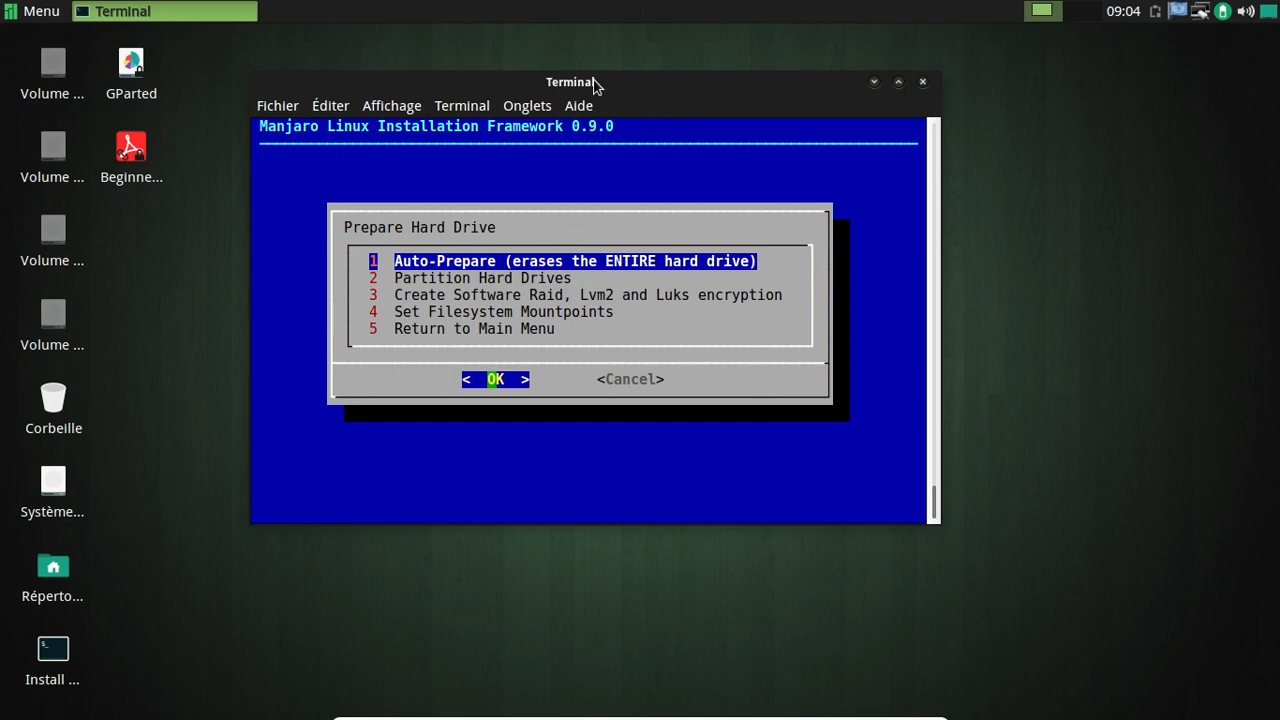 Menu
Terminal
09:04
Volume ...
GParted
Volume ...
Beginne...
Volume ...
Volume ...
Corbeille
Système...
Réperto...
Install ...
Terminal
Fichier Éditer Affichage Terminal Onglets Aide
Manjaro Linux Installation Framework 0.9.0
Prepare Hard Drive
1 Auto-Prepare (erases the ENTIRE hard drive)
2 Partition Hard Drives
3 Create Software Raid, Lvm2 and Luks encryption
4 Set Filesystem Mountpoints
5 Return to Main Menu
< OK > <Cancel>